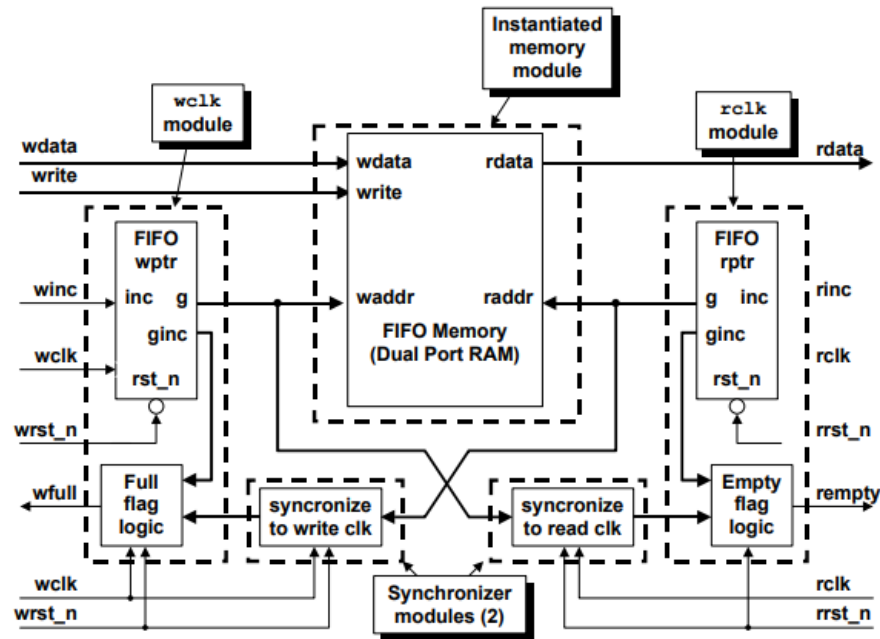 Instantiated
memory
module
wclk
module
rclk
module
wdata
write
wdata
write
rdata
rdata
FIFO
wptr
inc
g
ginc
rst_n
winc
wclk
wrst_n
waddr
raddr
FIFO Memory
(Dual Port RAM)
FIFO
rptr
g
inc
ginc
rst_n
rinc
rclk
rrst_n
wfull
Full
flag
logic
syncronize
to write clk
syncronize
to read clk
Empty
flag
logic
rempty
wclk
wrst_n
Synchronizer
modules (2)
rclk
rrst_n